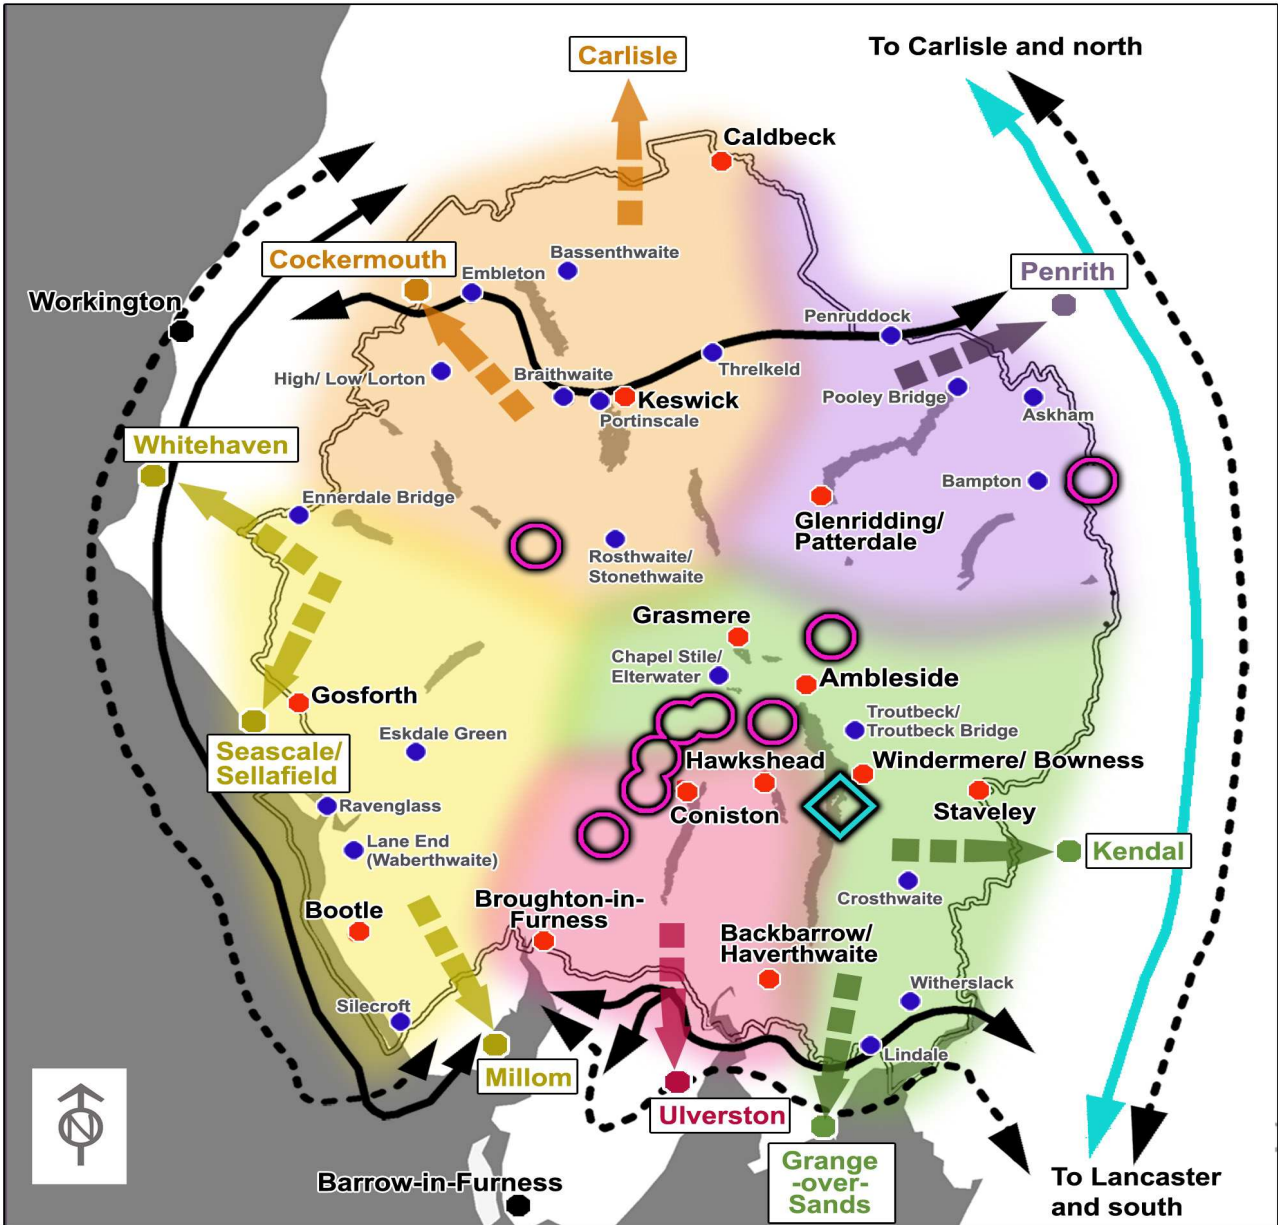 Carlisle
To Carlisle and north
Caldbeck
Cockermouth
Bassenthwaite
Embleton
Penrith
Workington
Penruddock
High/ Low Lorton
Braithwaite
Threlkeld
Keswick
Portinscale
Pooley Bridge
Askham
Whitehaven
Ennerdale Bridge
Bampton
Glenridding/
Patterdale
Rosthwaite/
Stonethwaite
Grasmere
Chapel Stile/
Elterwater
Ambleside
Gosforth
Troutbeck/
Troutbeck Bridge
Eskdale Green
Seascale/
Sellafield
Hawkshead
Windermere/ Bowness
Coniston
Staveley
Ravenglass
Lane End
(Waberthwaite)
Kendal
Crosthwaite
Bootle
Broughton-in-
Furness
Backbarrow/
Haverthwaite
Witherslack
Silecroft
Lindale
Millom
Ulverston
N
Grange
-over-
Sands
Barrow-in-Furness
To Lancaster
and south